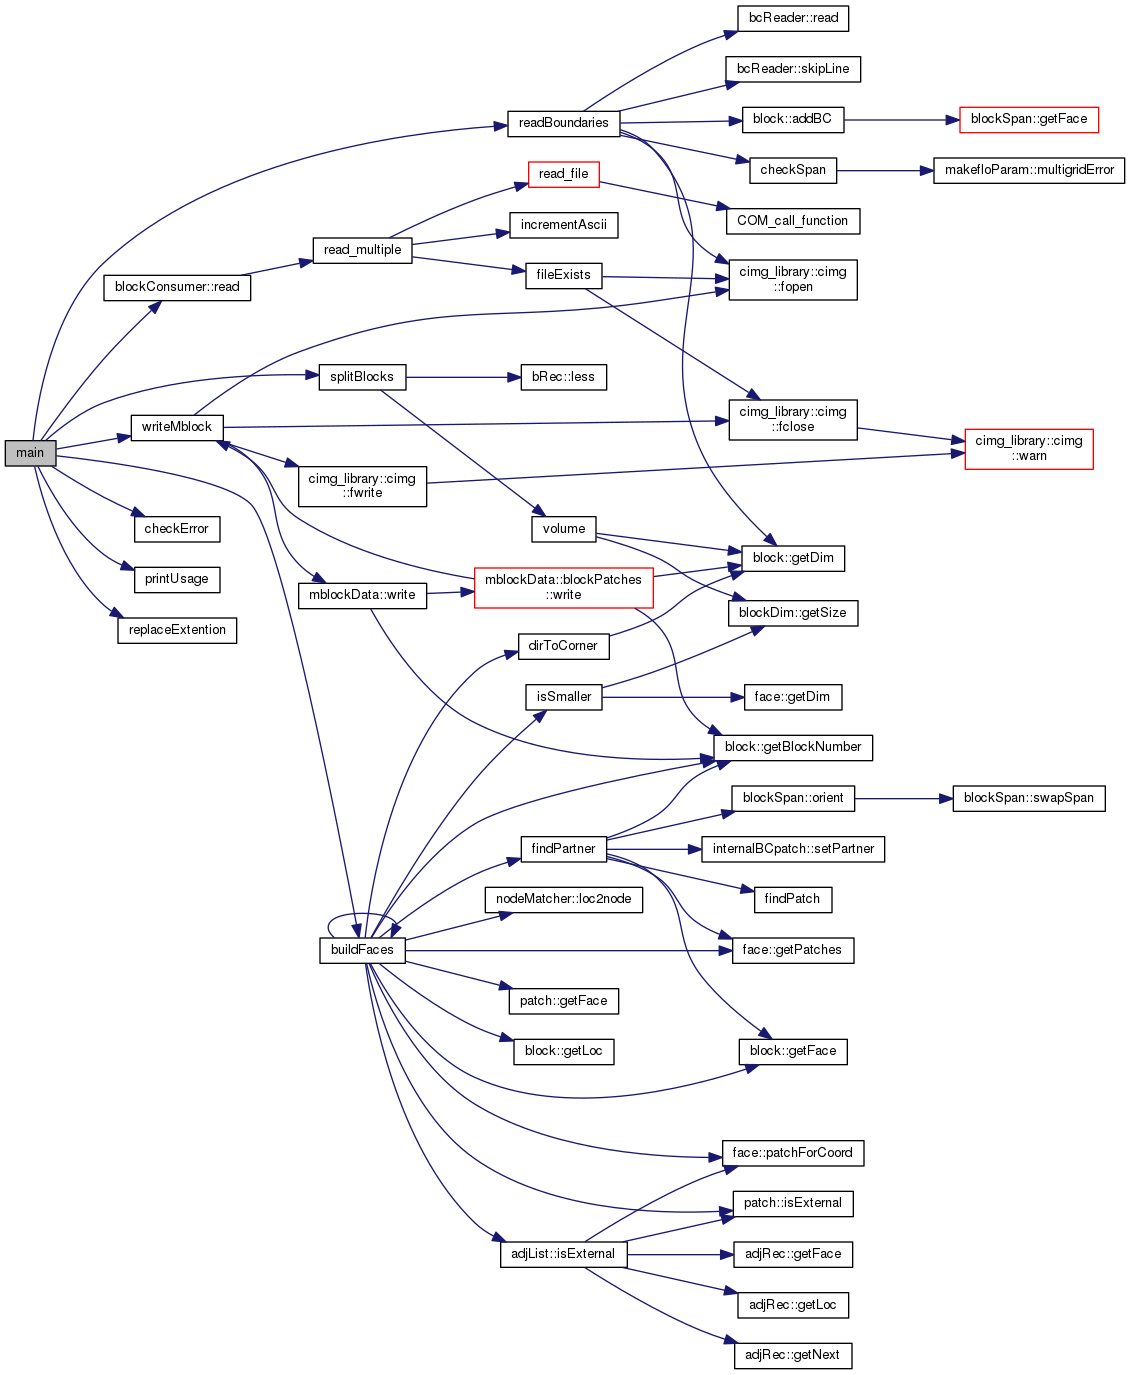 bcReader::read
bcReader::skipLine
readBoundaries
block::addBC
blockSpan::getFace
checkSpan
makefloParam::multigridError
read_file
COM_call_function
incrementAscii
read_multiple
fileExists
cimg_library::cimg
::fopen
blockConsumer::read
splitBlocks
bRec::less
writeMblock
cimg_library::cimg
::fclose
main
cimg_library::cimg
::warn
cimg_library::cimg
::fwrite
checkError
volume
block::getDim
printUsage
mblockData::write
mblockData::blockPatches
::write
blockDim::getSize
replaceExtention
dirToCorner
isSmaller
face::getDim
block::getBlockNumber
blockSpan::orient
blockSpan::swapSpan
findPartner
internalBCpatch::setPartner
nodeMatcher::loc2node
findPatch
buildFaces
face::getPatches
patch::getFace
block::getLoc
block::getFace
face::patchForCoord
patch::isExternal
adjList::isExternal
adjRec::getFace
adjRec::getLoc
adjRec::getNext